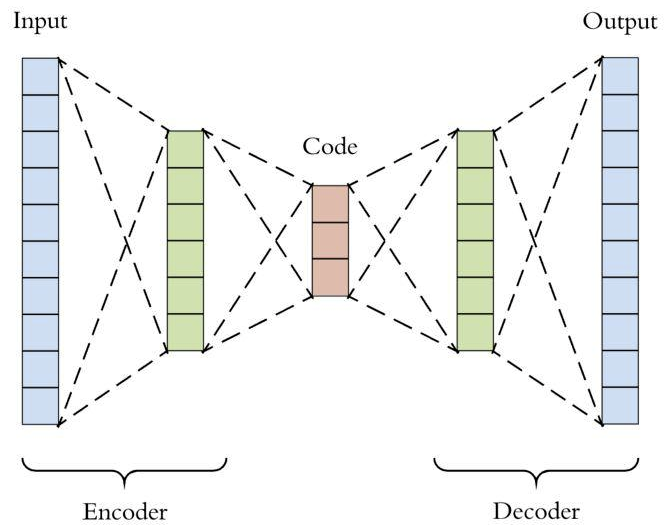 Input
Output
Code
Encoder
Decoder